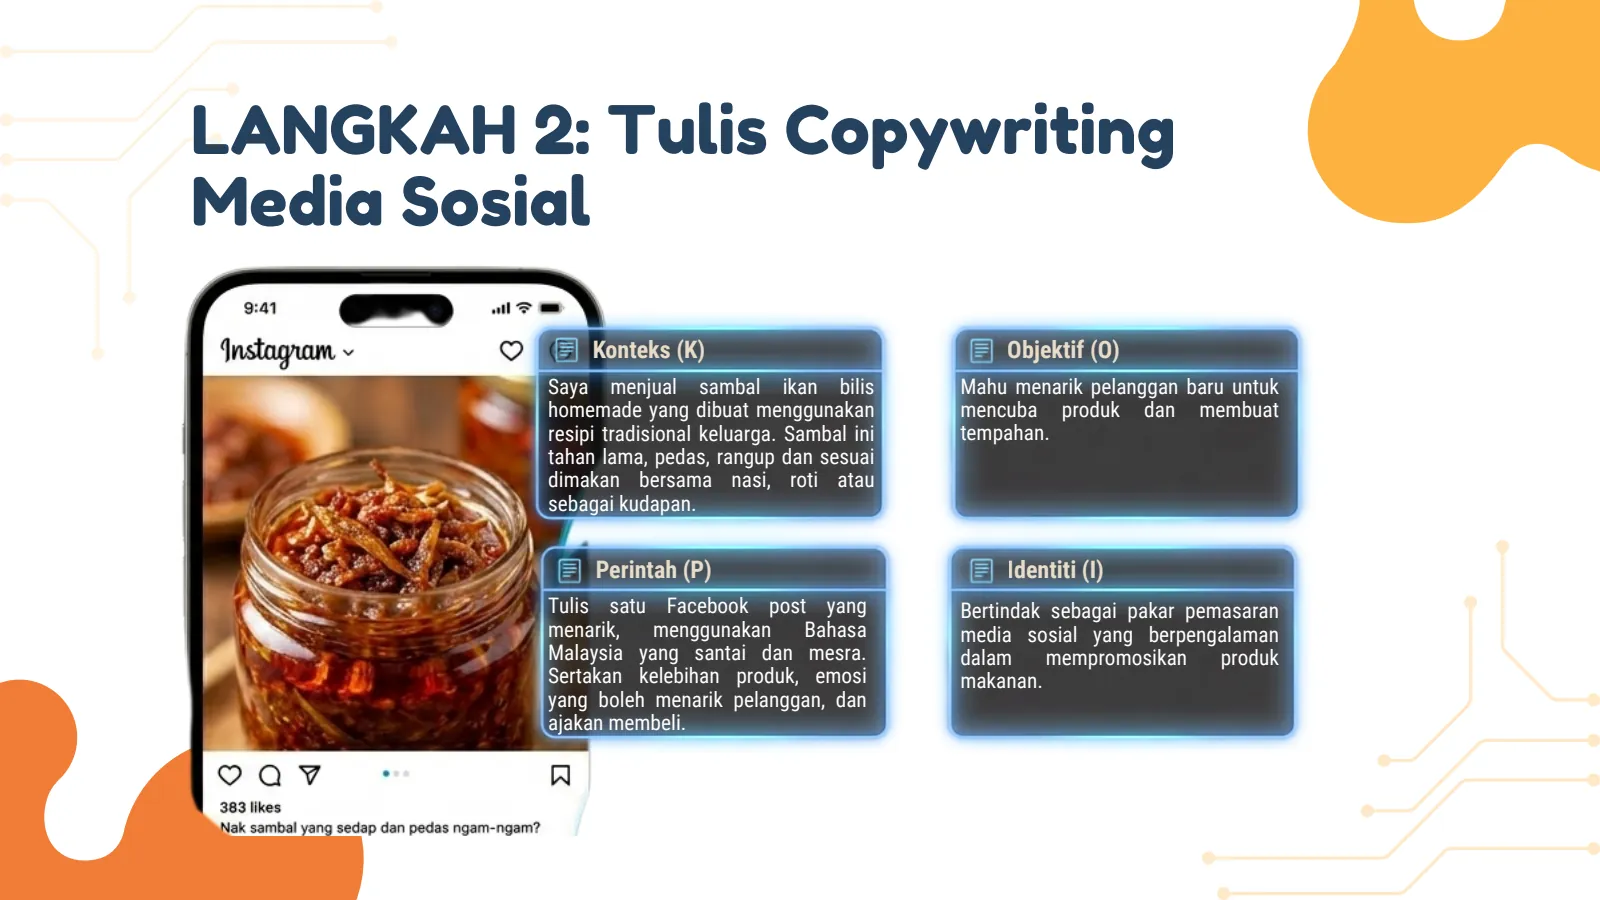 LANGKAH 2: Tulis Copywriting
Media Sosial
9:41
Instagram
Konteks (K)
Saya menjual sambal ikan bilis
homemade yang dibuat menggunakan
resipi tradisional keluarga. Sambal ini
tahan lama, pedas, rangup dan sesuai
dimakan bersama nasi, roti atau
sebagai kudapan.
Objektif (O)
Mahu menarik pelanggan baru untuk
mencuba produk dan membuat
tempahan.
Perintah (P)
Tulis satu Facebook post yang
menarik, menggunakan Bahasa
Malaysia yang santai dan mesra.
Sertakan kelebihan produk, emosi
yang boleh menarik pelanggan, dan
ajakan membeli.
Identiti (I)
Bertindak sebagai pakar pemasaran
media sosial yang berpengalaman
dalam mempromosikan produk
makanan.
383 likes
Nak sambal yang sedap dan pedas ngam-ngam?